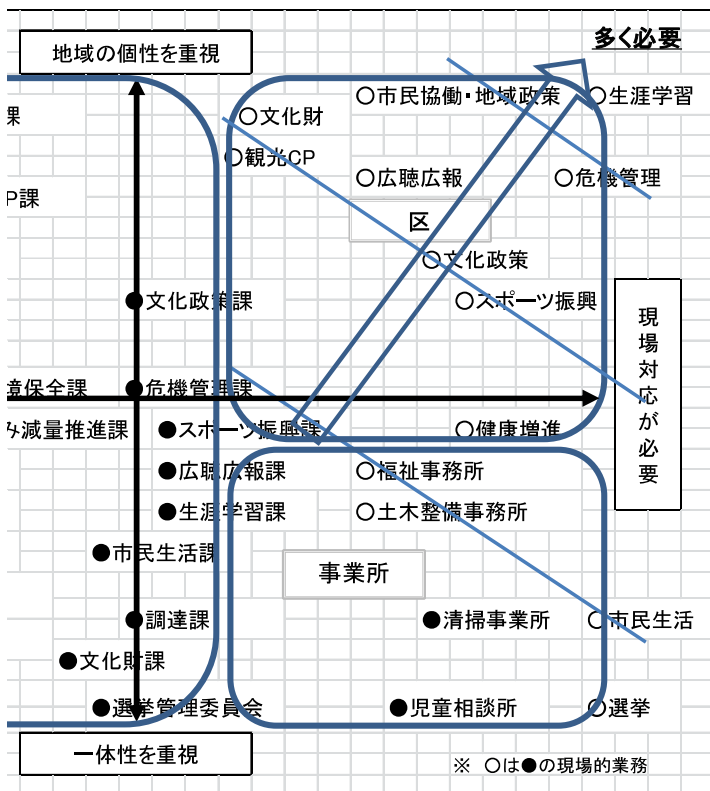 地域の個性を重視
多く必要
○市民協働・地域政策
○生涯学習
課
○文化財
○観光CP
○広聴広報
○危機管理
P課
区
○文化政策
●文化政策課
○スポーツ振興
現場対応が必要
境保全課
●危機管理課
み減量推進課
●スポーツ振興課
○健康増進
●広聴広報課
○福祉事務所
●生涯学習課
○土木整備事務所
●市民生活課
事業所
●調達課
●清掃事業所
○市民生活
●文化財課
●選挙管理委員会
●児童相談所
○選挙
一体性を重視
※ ○は●の現場的業務